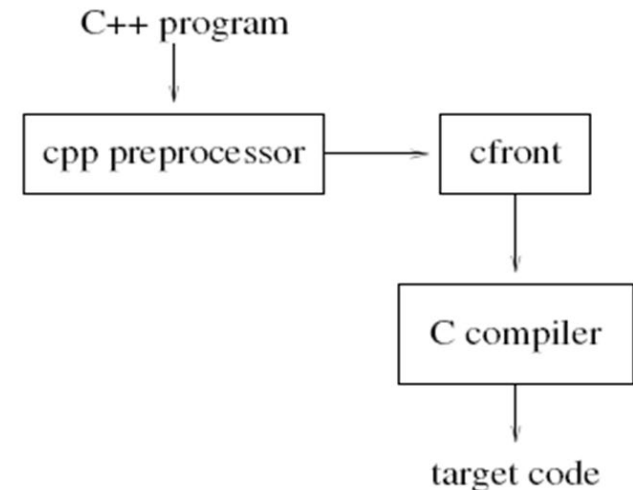 C++ program
cpp preprocessor
cfront
C compiler
target code